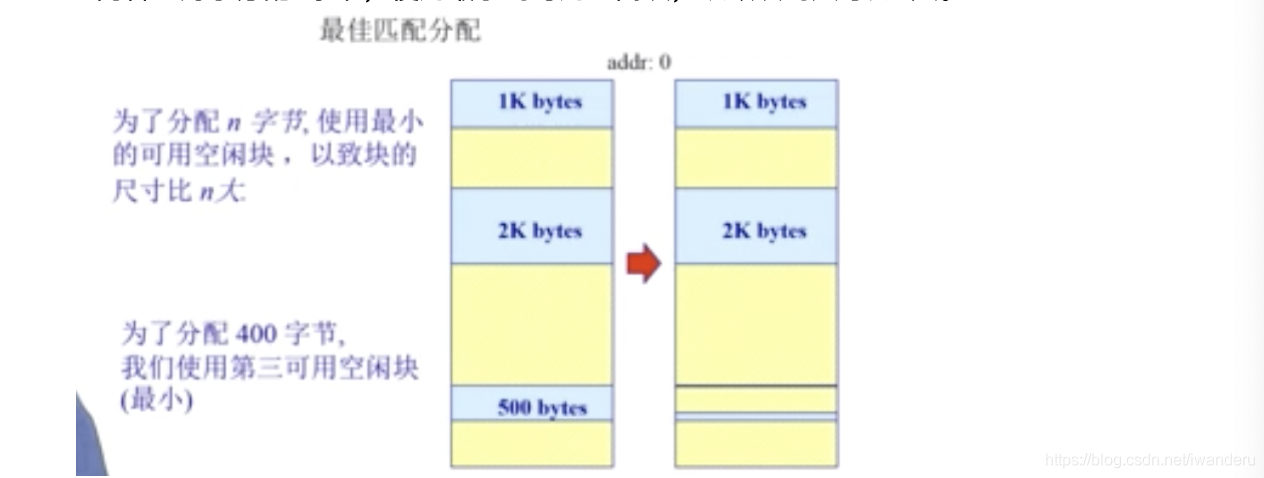 最佳匹配分配
addr: 0
为了分配 n 字节, 使用最小
的可用空闲块 ，以致块的
尺寸比 n大.
1K bytes
1K bytes
2K bytes
2K bytes
为了分配 400 字节,
我们使用第三可用空闲块
(最小)
500 bytes
https://blog.csdn.net/iwanderu